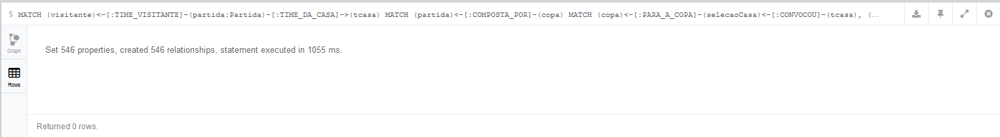 $ MATCH (visitante)<-[:TIME_VISITANTE]-(partida:Partida)-[:TIME_DA_CASA]->(tcasa) MATCH (partida)<-[:COMPOSTA_POR]-(copa) MATCH (copa)<-[:PARA_A_COPA]-(selecaoCasa)<-[:CONVOCOU]-(tcasa), (...
Graph
Set 546 properties, created 546 relationships, statement executed in 1055 ms.
Rows
Returned 0 rows.